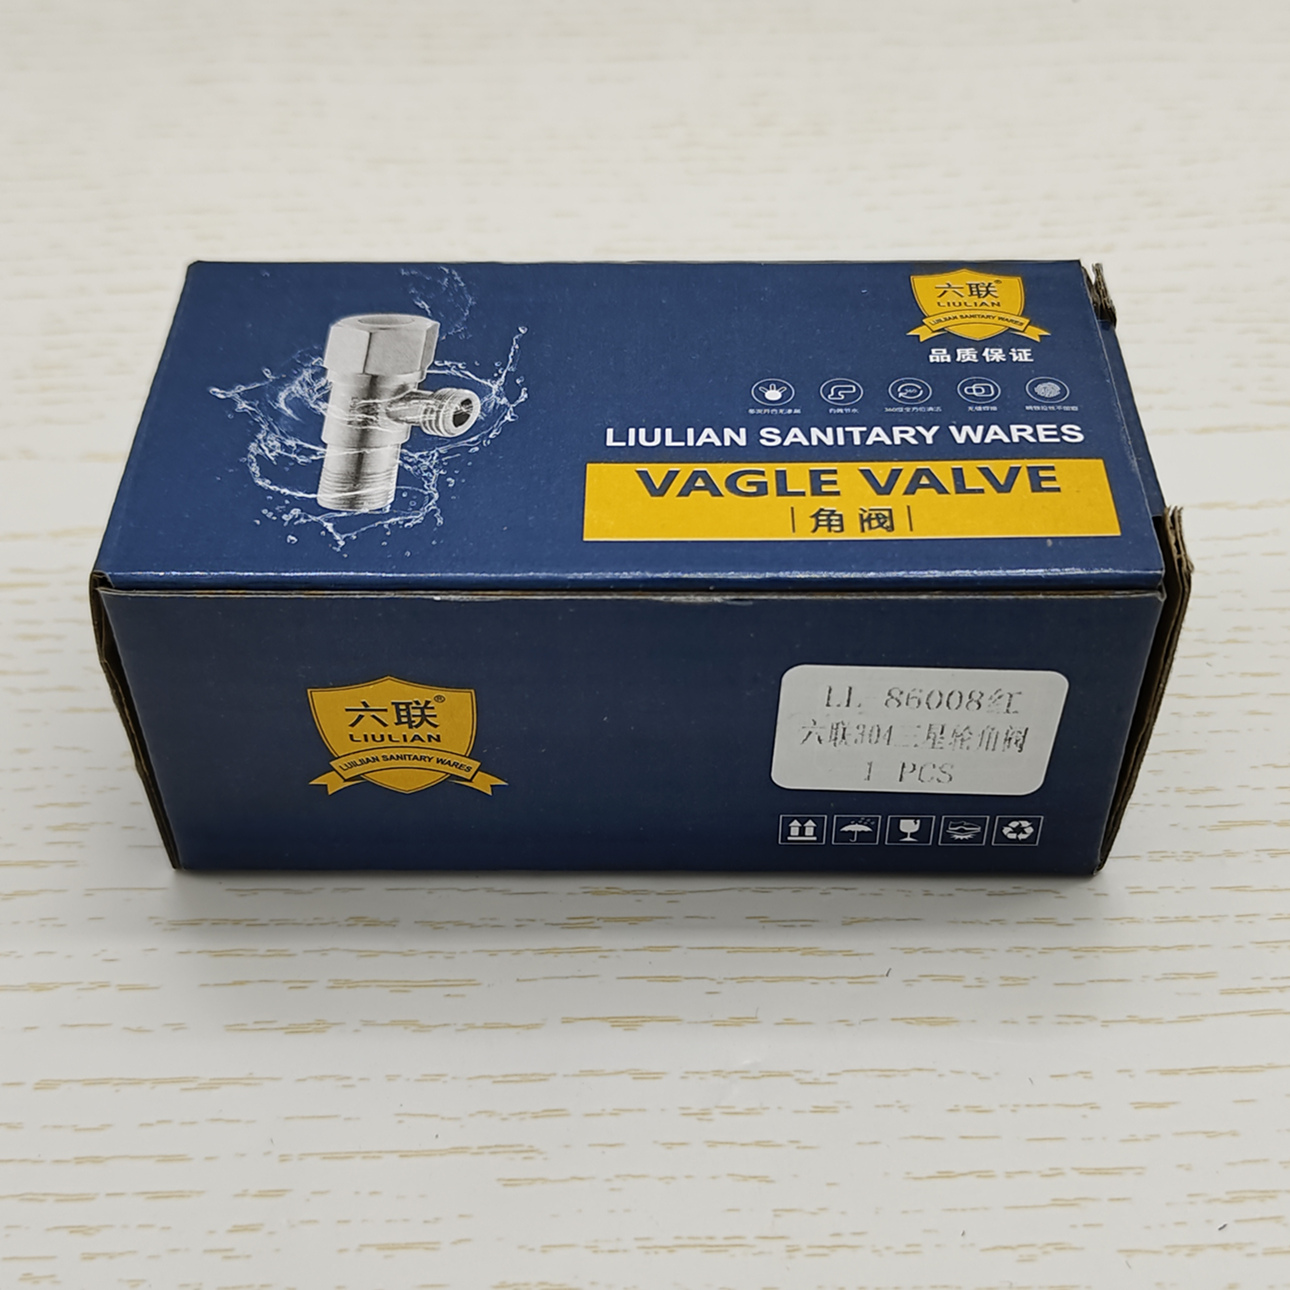 六联®
LIULIAN
LIULIAN SANITARY WARES
品质保证
LIULIAN SANITARY WARES
VAGLE VALVE
角阀
六联®
LIULIAN
LIULIIAN SANITARY WARES
LL 86008红
六联304三星轮角阀
1 PCS